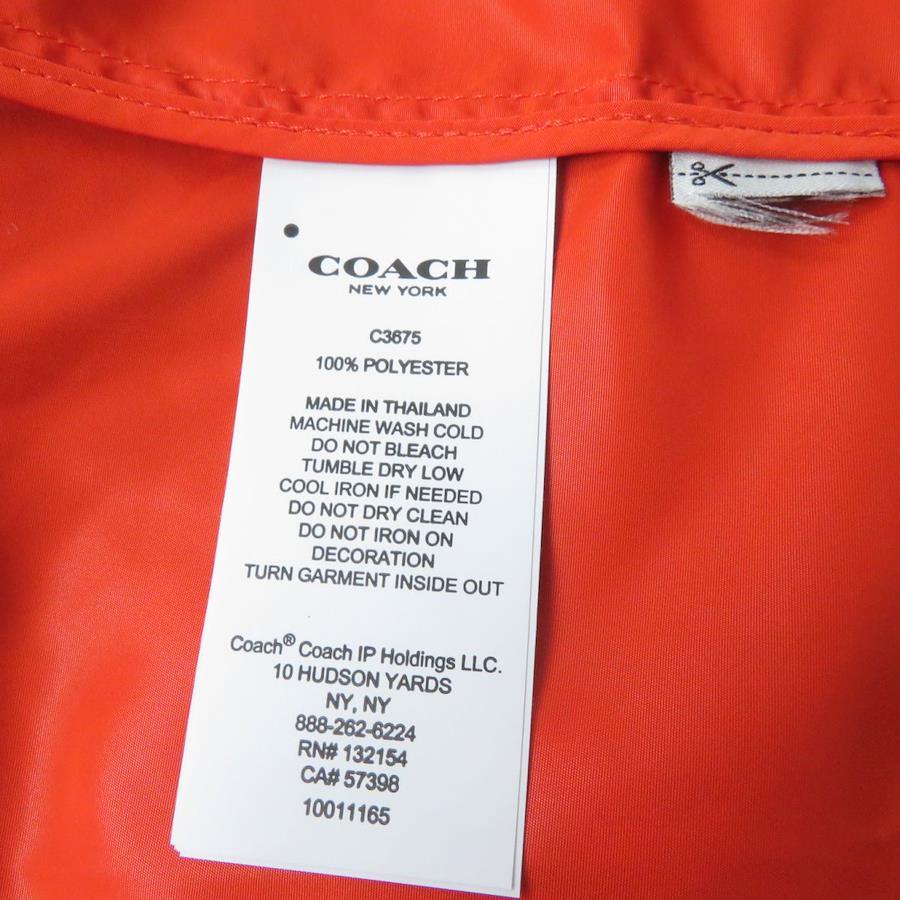 COACH
NEW YORK
C3675
100% POLYESTER
MADE IN THAILAND
MACHINE WASH COLD
DO NOT BLEACH
TUMBLE DRY LOW
COOL IRON IF NEEDED
DO NOT DRY CLEAN
DO NOT IRON ON
DECORATION
TURN GARMENT INSIDE OUT
Coach® Coach IP Holdings LLC.
10 HUDSON YARDS
NY, NY
888-262-6224
RN# 132154
CA# 57398
10011165